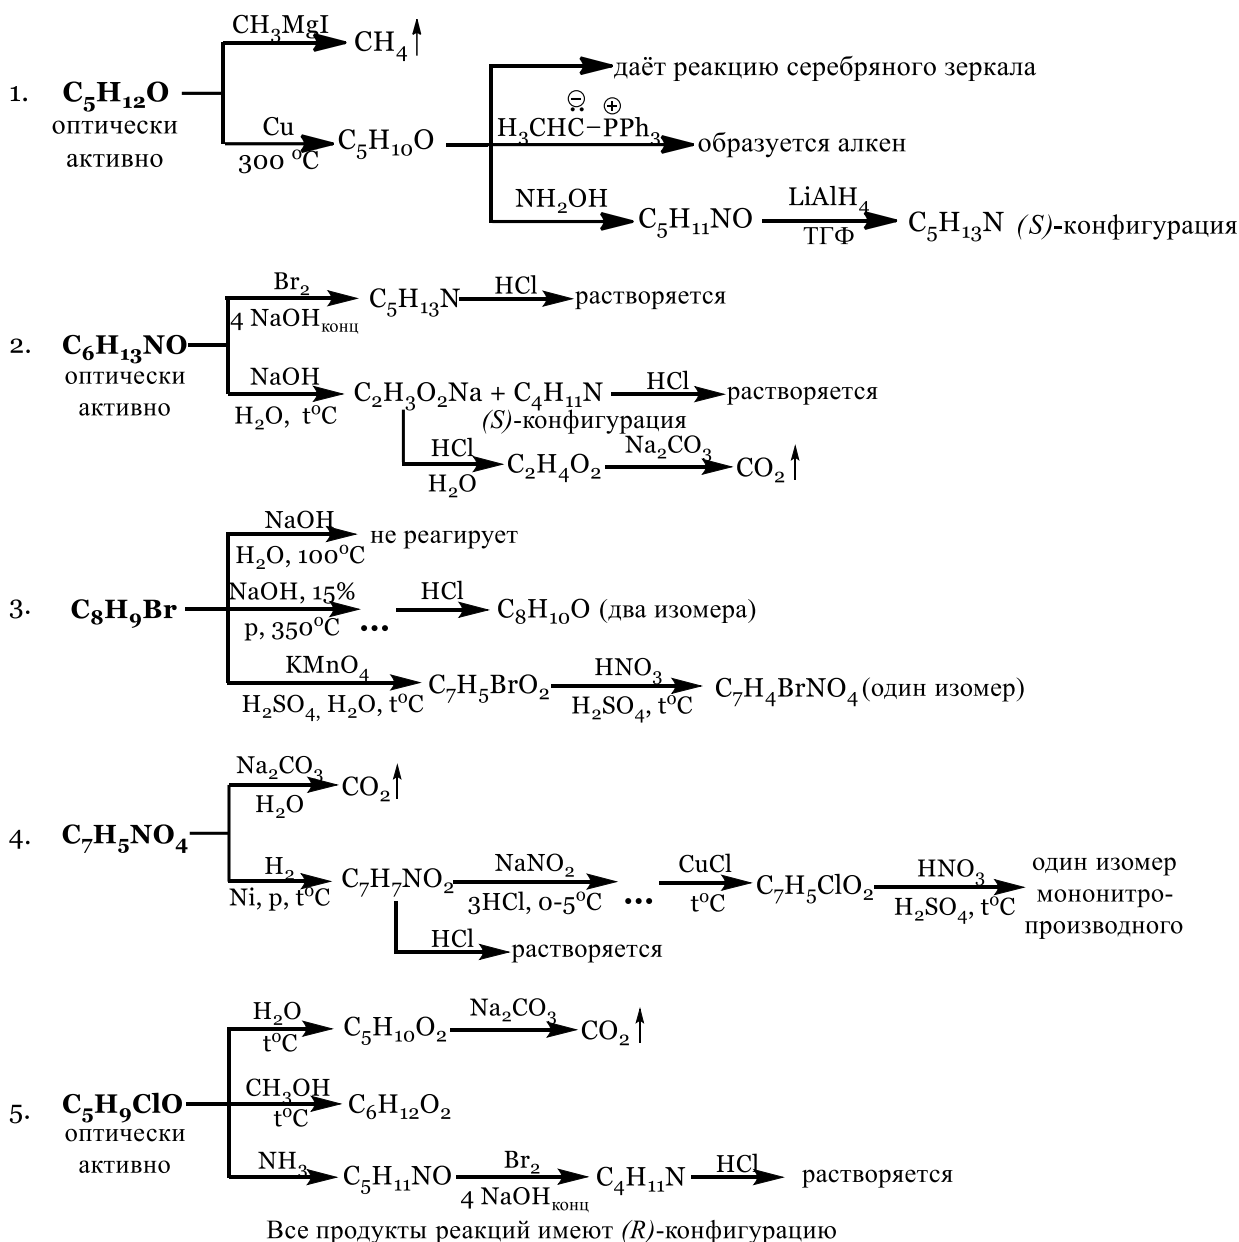 CH₃MgI
CH₄↑
1. C₅H₁₂O
оптически
активно
Cu
300 °C
C₅H₁₀O
даёт реакцию серебряного зеркала
H₃CHC̈⊖–P⊕Ph₃
образуется алкен
NH₂OH
C₅H₁₁NO
LiAlH₄
ТГФ
C₅H₁₃N (S)-конфигурация
2. C₆H₁₃NO
оптически
активно
Br₂
4 NaOHконц
C₅H₁₃N
HCl
растворяется
NaOH
H₂O, t°C
C₂H₃O₂Na + C₄H₁₁N
(S)-конфигурация
HCl
растворяется
HCl
H₂O
C₂H₄O₂
Na₂CO₃
CO₂↑
3. C₈H₉Br
NaOH
H₂O, 100°C
не реагирует
NaOH, 15%
p, 350°C
...
HCl
C₈H₁₀O (два изомера)
KMnO₄
H₂SO₄, H₂O, t°C
C₇H₅BrO₂
HNO₃
H₂SO₄, t°C
C₇H₄BrNO₄ (один изомер)
4. C₇H₅NO₄
Na₂CO₃
H₂O
CO₂↑
H₂
Ni, p, t°C
C₇H₇NO₂
NaNO₂
3HCl, 0-5°C
...
CuCl
t°C
C₇H₅ClO₂
HNO₃
H₂SO₄, t°C
один изомер
мононитро-
производного
HCl
растворяется
5. C₅H₉ClO
оптически
активно
H₂O
t°C
C₅H₁₀O₂
Na₂CO₃
CO₂↑
CH₃OH
t°C
C₆H₁₂O₂
NH₃
C₅H₁₁NO
Br₂
4 NaOHконц
C₄H₁₁N
HCl
растворяется
Все продукты реакций имеют (R)-конфигурацию